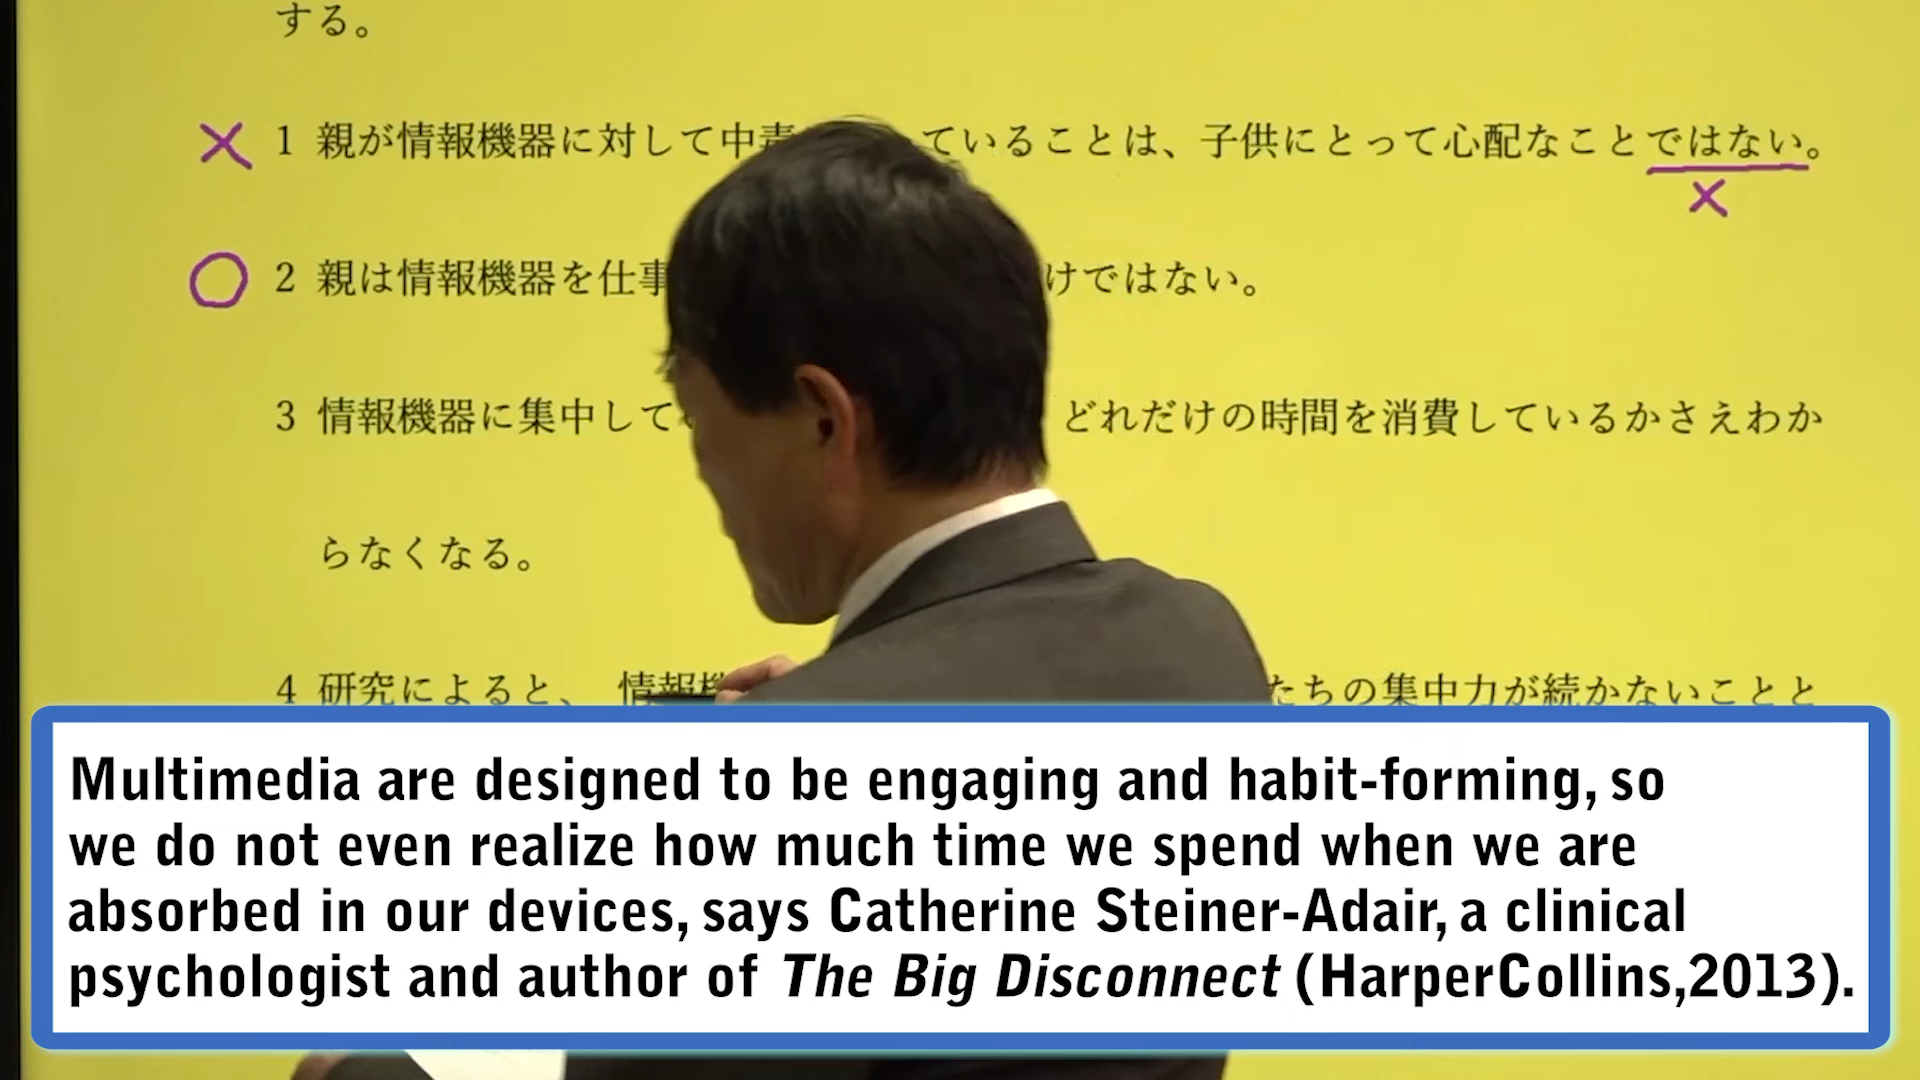 する。
× 1 親が情報機器に対して中毒 ていることは、子供にとって心配なことではない。
×
○ 2 親は情報機器を仕事 けではない。
3 情報機器に集中して どれだけの時間を消費しているかさえわか
らなくなる。
4 研究によると、 情報機 たちの集中力が続かないことと
Multimedia are designed to be engaging and habit-forming, so
we do not even realize how much time we spend when we are
absorbed in our devices, says Catherine Steiner-Adair, a clinical
psychologist and author of The Big Disconnect (HarperCollins,2013).